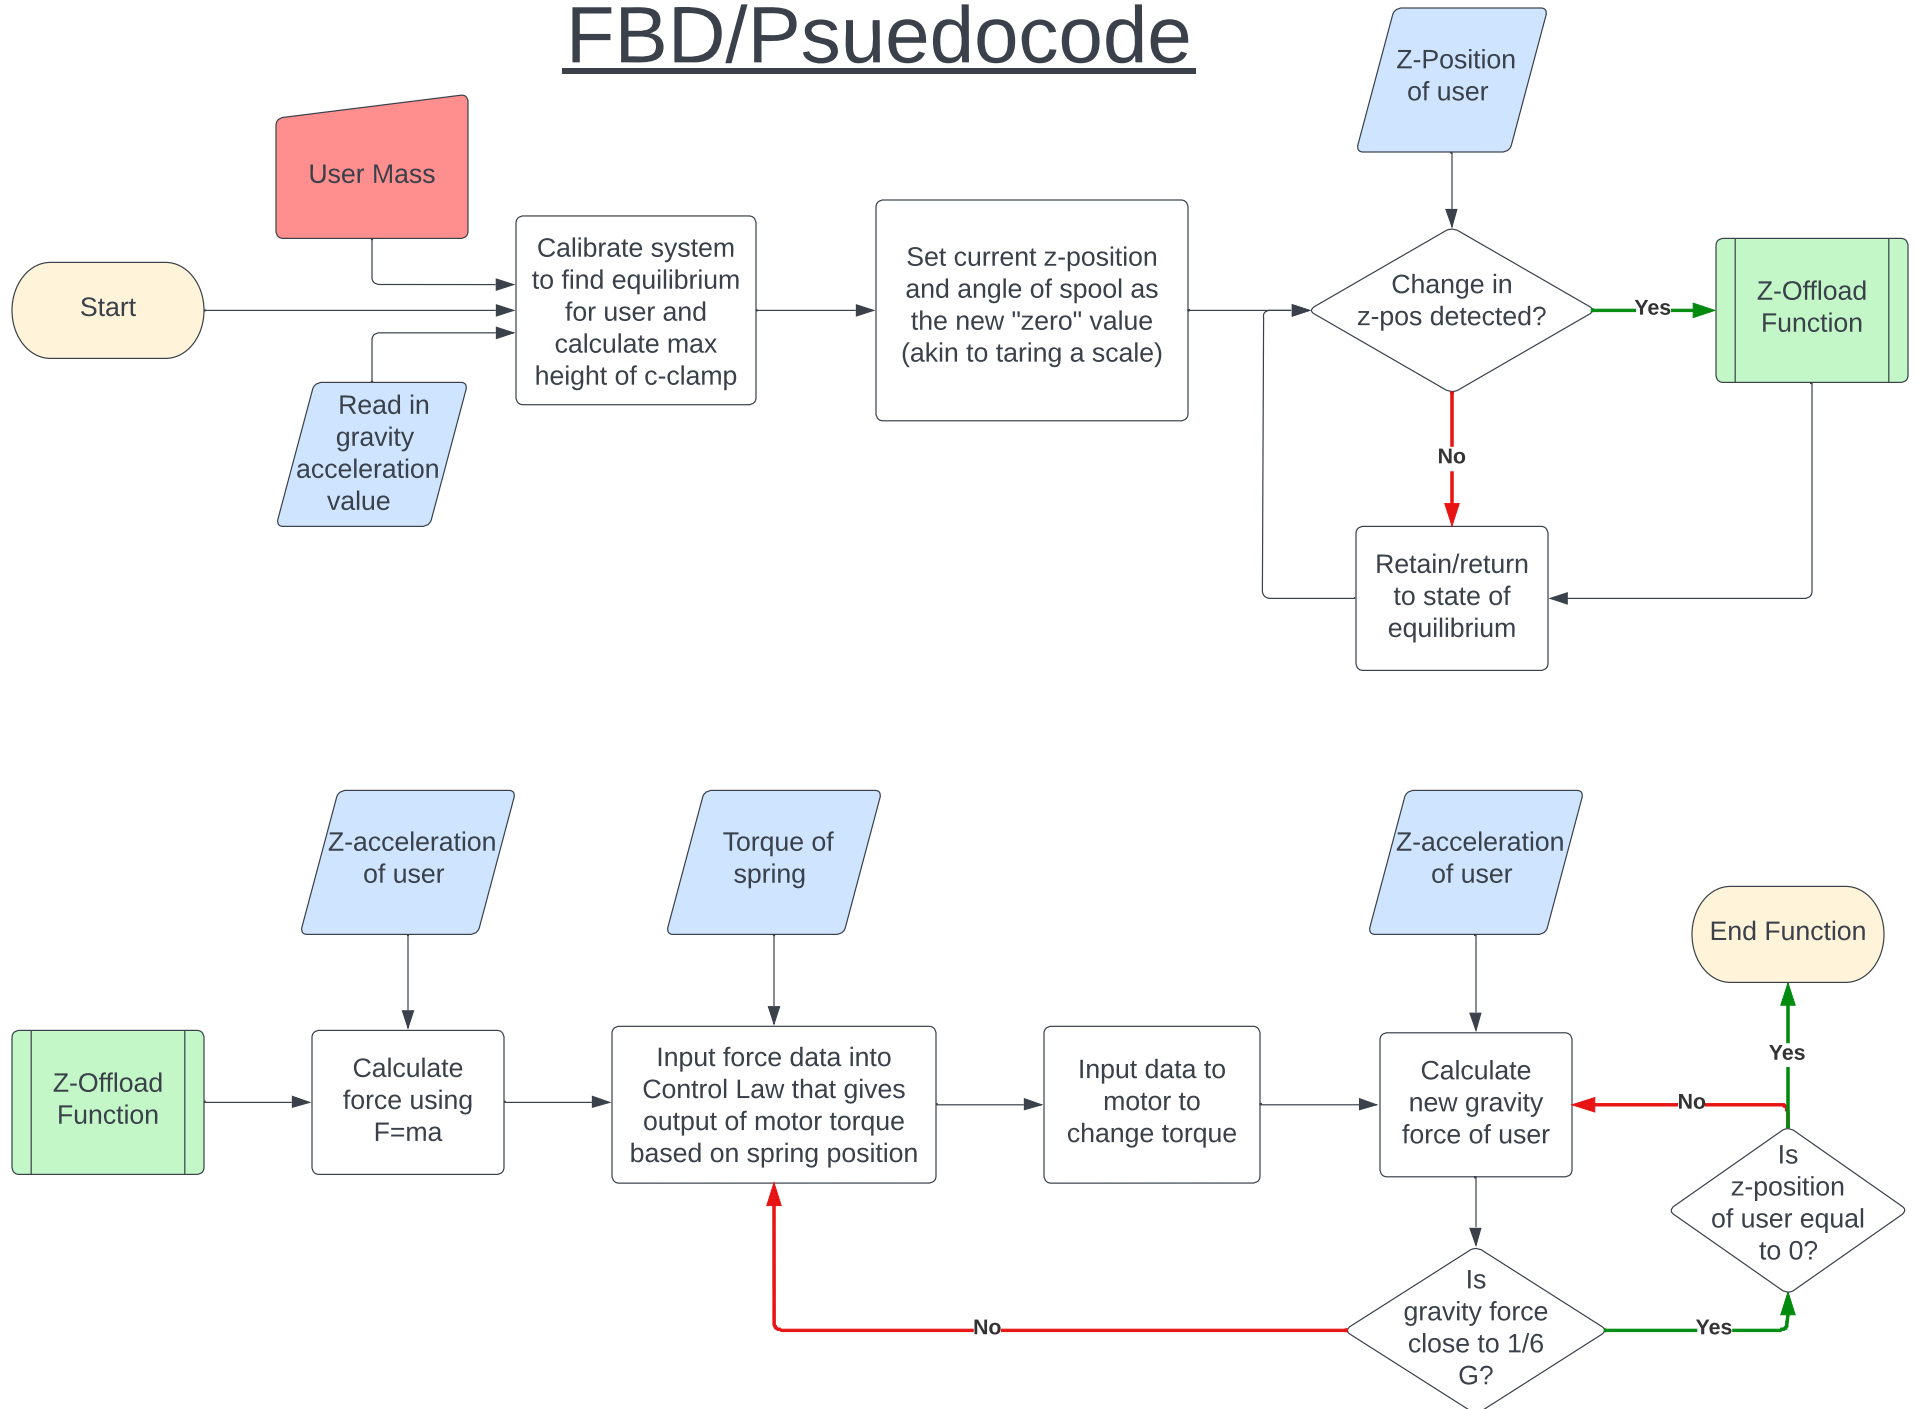 FBD/Psuedocode
Z-Position
of user
User Mass
Start
Calibrate system
to find equilibrium
for user and
calculate max
height of c-clamp
Set current z-position
and angle of spool as
the new "zero" value
(akin to taring a scale)
Change in
z-pos detected?
Yes
Z-Offload
Function
Read in
gravity
acceleration
value
No
Retain/return
to state of
equilibrium
Z-acceleration
of user
Torque of
spring
Z-acceleration
of user
End Function
Z-Offload
Function
Calculate
force using
F=ma
Input force data into
Control Law that gives
output of motor torque
based on spring position
Input data to
motor to
change torque
Calculate
new gravity
force of user
Yes
No
Is
z-position
of user equal
to 0?
Is
gravity force
close to 1/6
G?
No
Yes